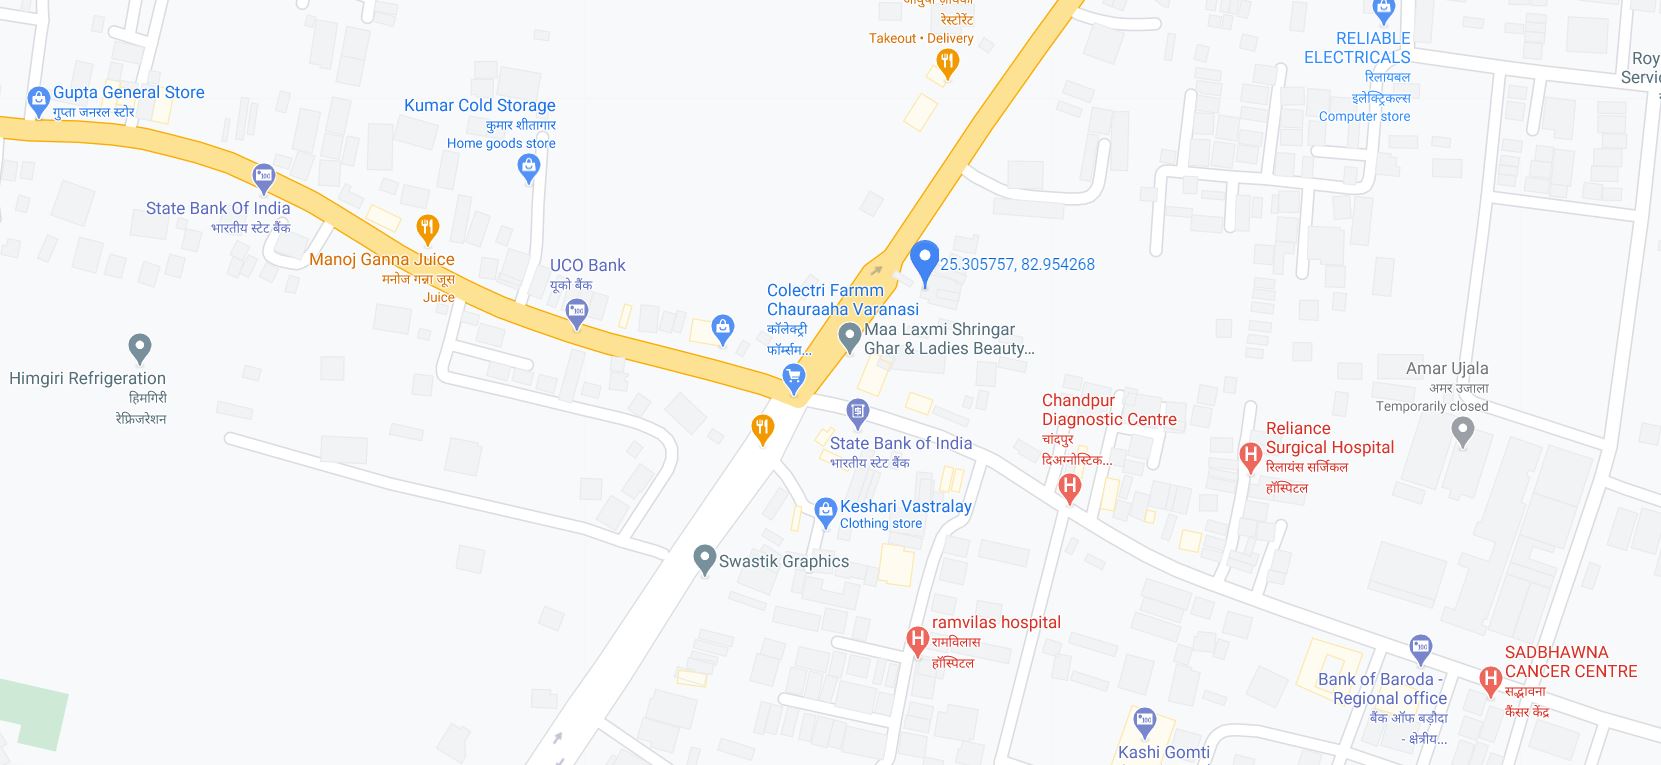 रेस्टोरेंट
Takeout • Delivery
RELIABLE
ELECTRICALS
रिलायबल
इलेक्ट्रिकल्स
Computer store
Roy
Servic
Gupta General Store
गुप्ता जनरल स्टोर
Kumar Cold Storage
कुमार शीतागार
Home goods store
State Bank Of India
भारतीय स्टेट बैंक
Manoj Ganna Juice
मनोज गन्ना जूस
Juice
UCO Bank
यूको बैंक
25.305757, 82.954268
Colectri Farmm
Chauraaha Varanasi
कॉलेक्ट्री
फॉर्म्सम...
Maa Laxmi Shringar
Ghar & Ladies Beauty...
Himgiri Refrigeration
हिमगिरी
रेफ्रिजरेशन
Amar Ujala
अमर उजाला
Temporarily closed
Chandpur
Diagnostic Centre
चांदपुर
दिअग्नोस्टिक...
Reliance
Surgical Hospital
रिलायंस सर्जिकल
हॉस्पिटल
State Bank of India
भारतीय स्टेट बैंक
Keshari Vastralay
Clothing store
Swastik Graphics
ramvilas hospital
रामविलास
हॉस्पिटल
SADBHAWNA
CANCER CENTRE
सद्भावना
कैंसर केंद्र
Bank of Baroda -
Regional office
बैंक ऑफ बड़ौदा
- क्षेत्रीय...
Kashi Gomti